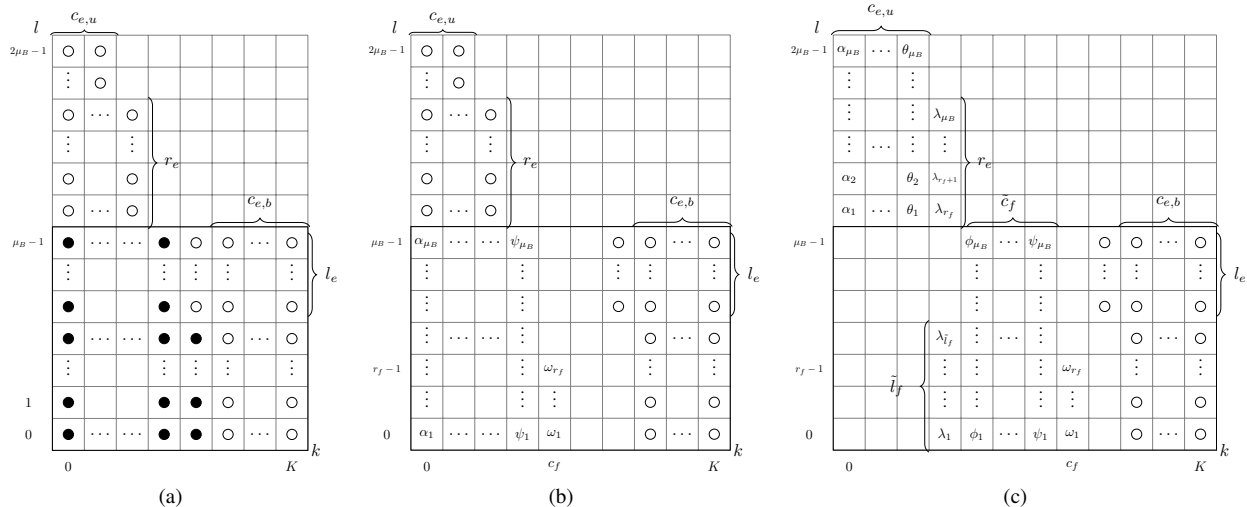 l c_{e,u}
2μ_B − 1
⋮
⋯
⋮
r_e
c_{e,b}
μ_B − 1 ⋯ ⋯ ⋯
⋮ ⋮ ⋮ ⋮ ⋮
l_e
⋯ ⋯ ⋯
⋮ ⋮ ⋮ ⋮ ⋮
1
0 ⋯ ⋯ ⋯
k
0 K
(a)
l c_{e,u}
2μ_B − 1
⋮
⋯
⋮ ⋮
r_e
⋯
c_{e,b}
μ_B − 1 α_{μ_B} ⋯ ⋯ ψ_{μ_B} ⋯
⋮ ⋮ ⋮ ⋮ ⋮
l_e
⋮ ⋮
⋮ ⋯ ⋯ ⋮ ⋯
r_f − 1 ⋮ ⋮ ω_{r_f} ⋮ ⋮
⋮ ⋮ ⋮
0 α_1 ⋯ ⋯ ψ_1 ω_1 ⋯
k
0 c_f K
(b)
l c_{e,u}
2μ_B − 1 α_{μ_B} ⋯ θ_{μ_B}
⋮ ⋮
⋮ ⋮ λ_{μ_B}
⋮ ⋯ ⋮ ⋮
r_e
α_2 θ_2 λ_{r_f+1}
α_1 ⋯ θ_1 λ_{r_f}
c̃_f c_{e,b}
μ_B − 1 ϕ_{μ_B} ⋯ ψ_{μ_B} ⋯
⋮ ⋮ ⋮ ⋮ ⋮
l_e
⋮ ⋮
λ_{l̃_f} ⋮ ⋯ ⋮ ⋯
r_f − 1 ⋮ ⋮ ⋮ ω_{r_f} ⋮ ⋮
l̃_f
⋮ ⋮ ⋮ ⋮
0 λ_1 ϕ_1 ⋯ ψ_1 ω_1 ⋯
k
0 c_f K
(c)